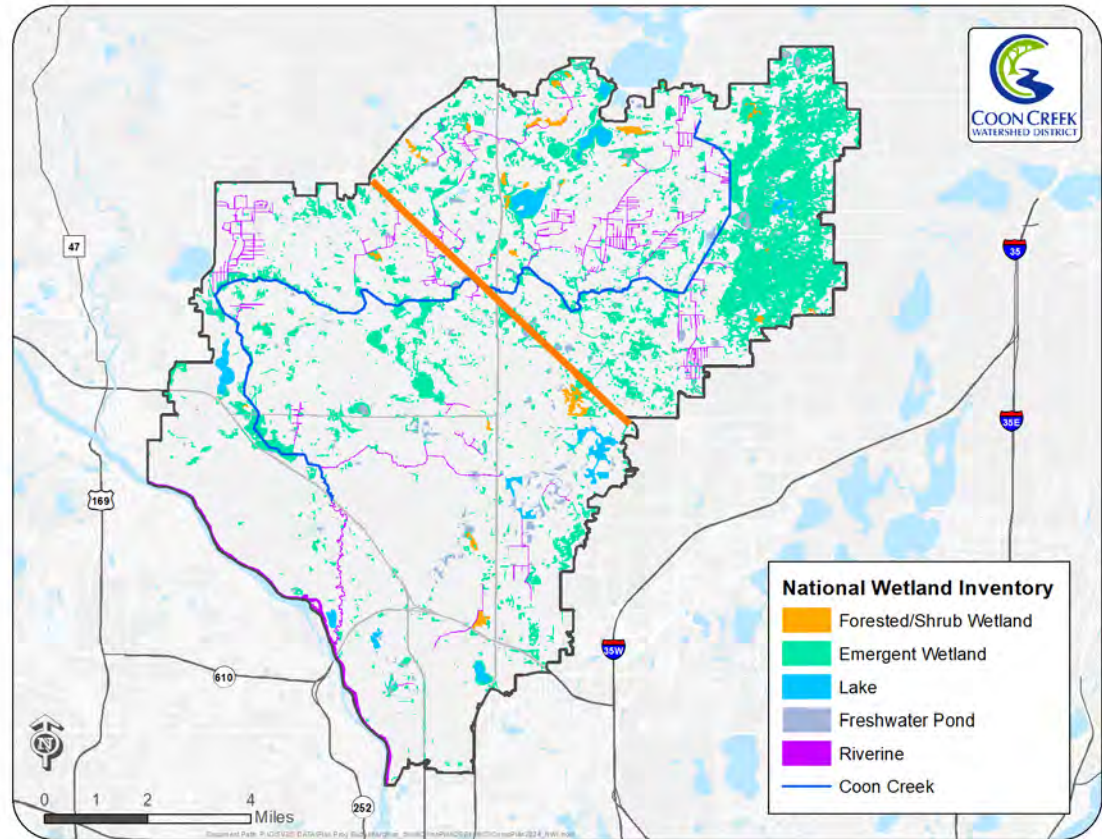 COON CREEK
WATERSHED DISTRICT
47
35
35E
169
35W
610
252
N
0 1 2 4
Miles
National Wetland Inventory
Forested/Shrub Wetland
Emergent Wetland
Lake
Freshwater Pond
Riverine
Coon Creek